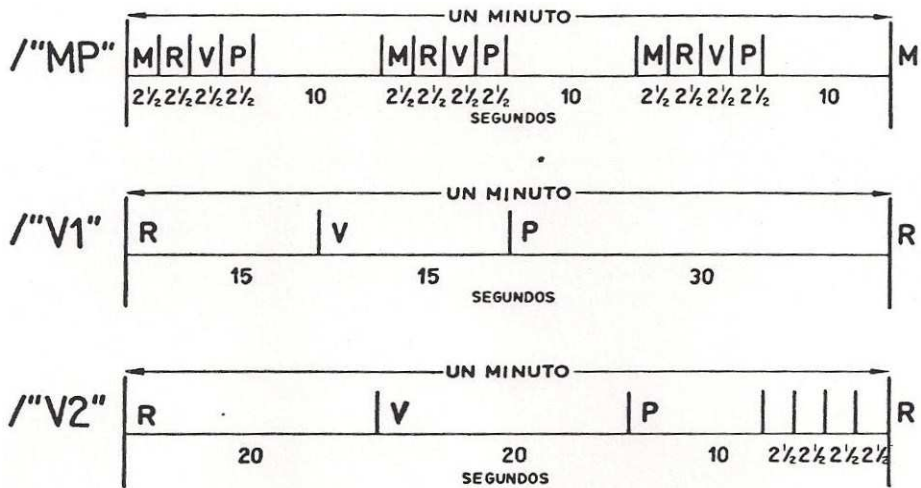 UN MINUTO
/"MP" M R V P M R V P M R V P M
2½ 2½ 2½ 2½ 10 2½ 2½ 2½ 2½ 10 2½ 2½ 2½ 2½ 10
SEGUNDOS
UN MINUTO
/"V1" R V P R
15 15 30
SEGUNDOS
UN MINUTO
/"V2" R V P R
20 20 10 2½ 2½ 2½ 2½
SEGUNDOS